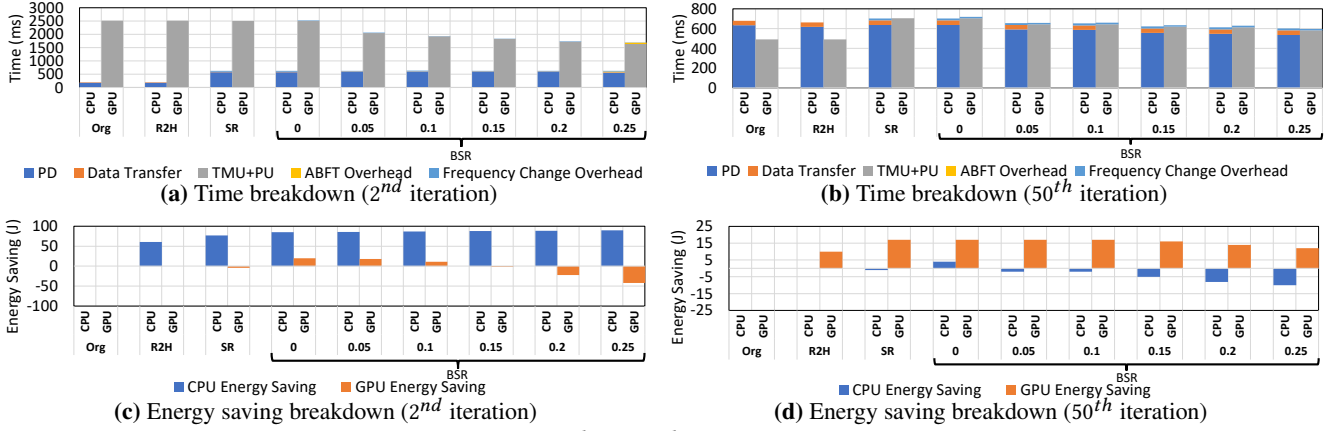 3000
2500
2000
1500
1000
500
0
Time (ms)
CPU GPU CPU GPU CPU GPU CPU GPU CPU GPU CPU GPU CPU GPU CPU GPU CPU GPU
Org R2H SR 0 0.05 0.1 0.15 0.2 0.25
BSR
PD Data Transfer TMU+PU ABFT Overhead Frequency Change Overhead
(a) Time breakdown (2nd iteration)
800
600
400
200
0
Time (ms)
CPU GPU CPU GPU CPU GPU CPU GPU CPU GPU CPU GPU CPU GPU CPU GPU CPU GPU
Org R2H SR 0 0.05 0.1 0.15 0.2 0.25
BSR
PD Data Transfer TMU+PU ABFT Overhead Frequency Change Overhead
(b) Time breakdown (50th iteration)
100
50
0
-50
-100
Energy Saving (J)
CPU GPU CPU GPU CPU GPU CPU GPU CPU GPU CPU GPU CPU GPU CPU GPU CPU GPU
Org R2H SR 0 0.05 0.1 0.15 0.2 0.25
BSR
CPU Energy Saving GPU Energy Saving
(c) Energy saving breakdown (2nd iteration)
25
15
5
-5
-15
-25
Energy Saving (J)
CPU GPU CPU GPU CPU GPU CPU GPU CPU GPU CPU GPU CPU GPU CPU GPU CPU GPU
Org R2H SR 0 0.05 0.1 0.15 0.2 0.25
BSR
CPU Energy Saving GPU Energy Saving
(d) Energy saving breakdown (50th iteration)